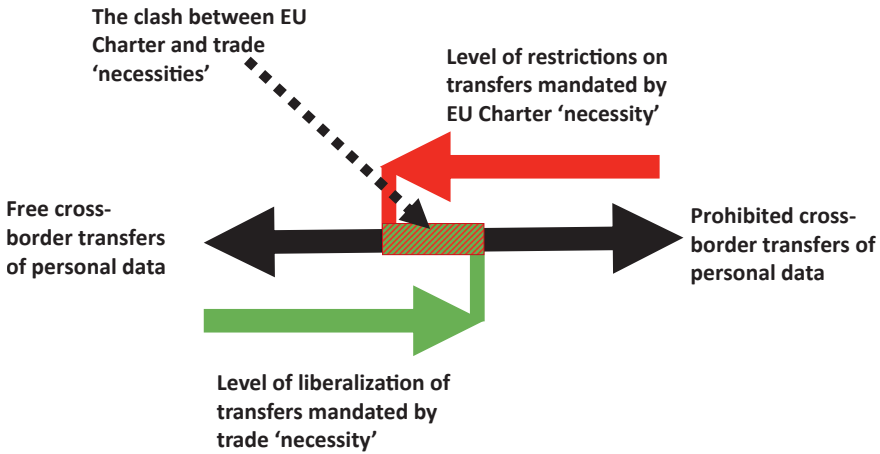 The clash between EU
Charter and trade
‘necessities’
Level of restrictions on
transfers mandated by
EU Charter ‘necessity’
Free cross-
border transfers
of personal data
Prohibited cross-
border transfers of
personal data
Level of liberalization of
transfers mandated by
trade ‘necessity’